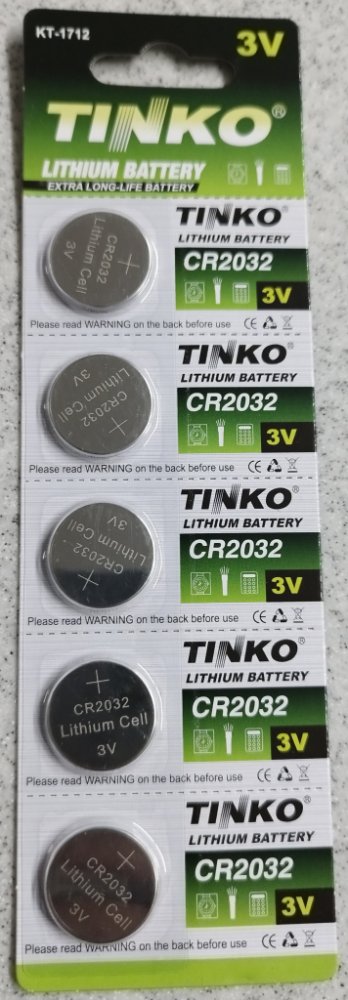 KT-1712
3V
TINKO®
LITHIUM BATTERY
EXTRA LONG-LIFE BATTERY
CR2032
Lithium Cell
3V
TINKO®
LITHIUM BATTERY
CR2032
3V
Please read WARNING on the back before use CE
CR2032
Lithium Cell
3V
TINKO®
LITHIUM BATTERY
CR2032
3V
Please read WARNING on the back before use CE
CR2032
Lithium Cell
3V
TINKO®
LITHIUM BATTERY
CR2032
3V
Please read WARNING on the back before use CE
CR2032
Lithium Cell
3V
TINKO®
LITHIUM BATTERY
CR2032
3V
Please read WARNING on the back before use CE
CR2032
Lithium Cell
3V
TINKO®
LITHIUM BATTERY
CR2032
3V
Please read WARNING on the back before use CE